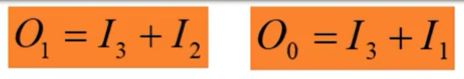 O₁ = I₃ + I₂
O₀ = I₃ + I₁